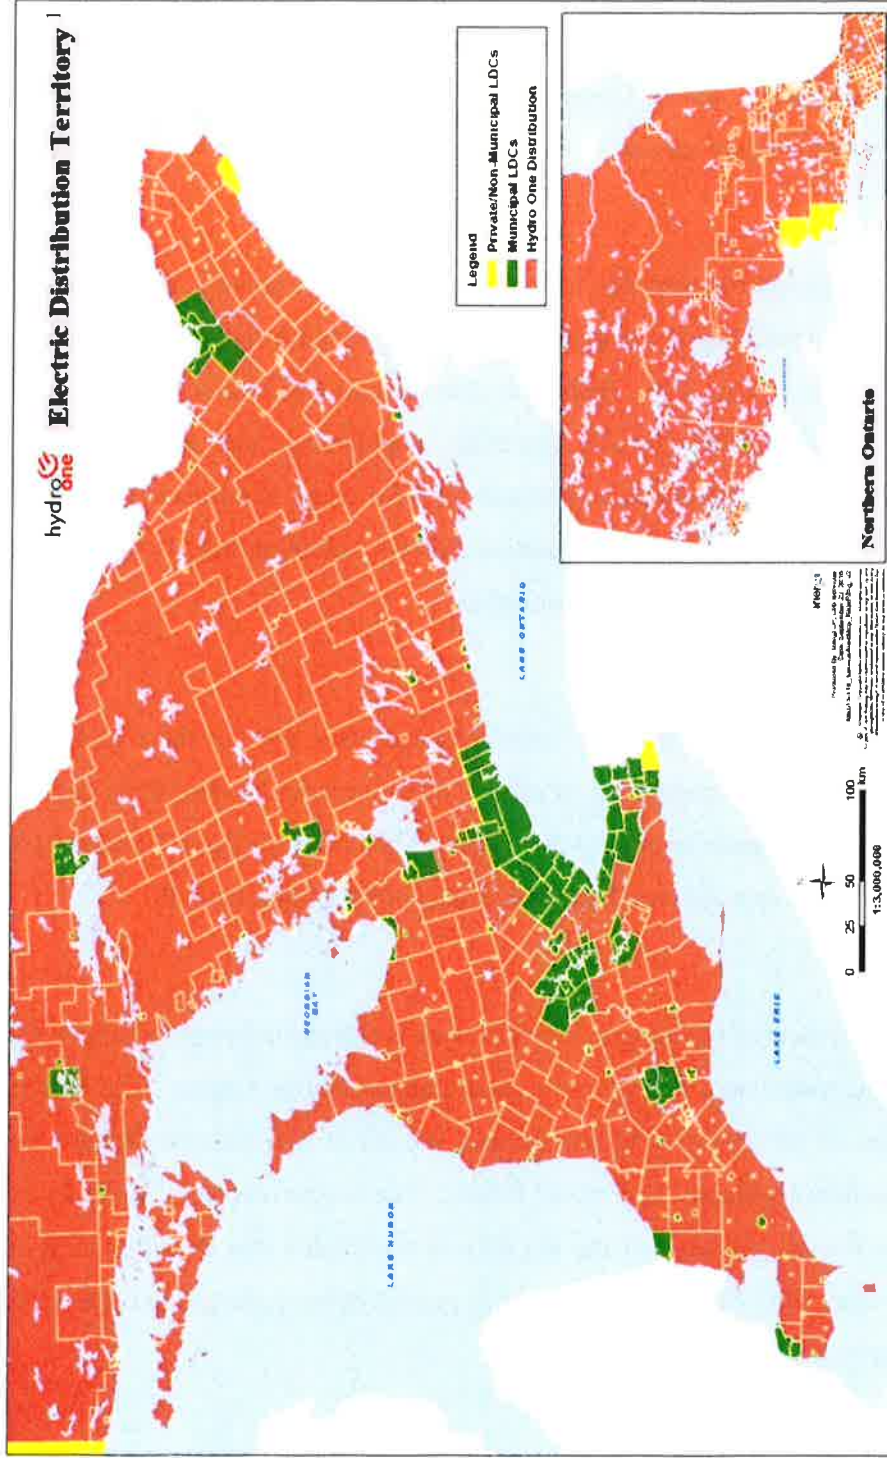 hydro
one
Electric Distribution Territory
Legend
Private/Non-Municipal LDCs
Municipal LDCs
Hydro One Distribution
GEORGIAN
BAY
LAKE HURON
LAKE ONTARIO
LAKE ERIE
0 25 50 100
km
1:3,000,000
Northern Ontario